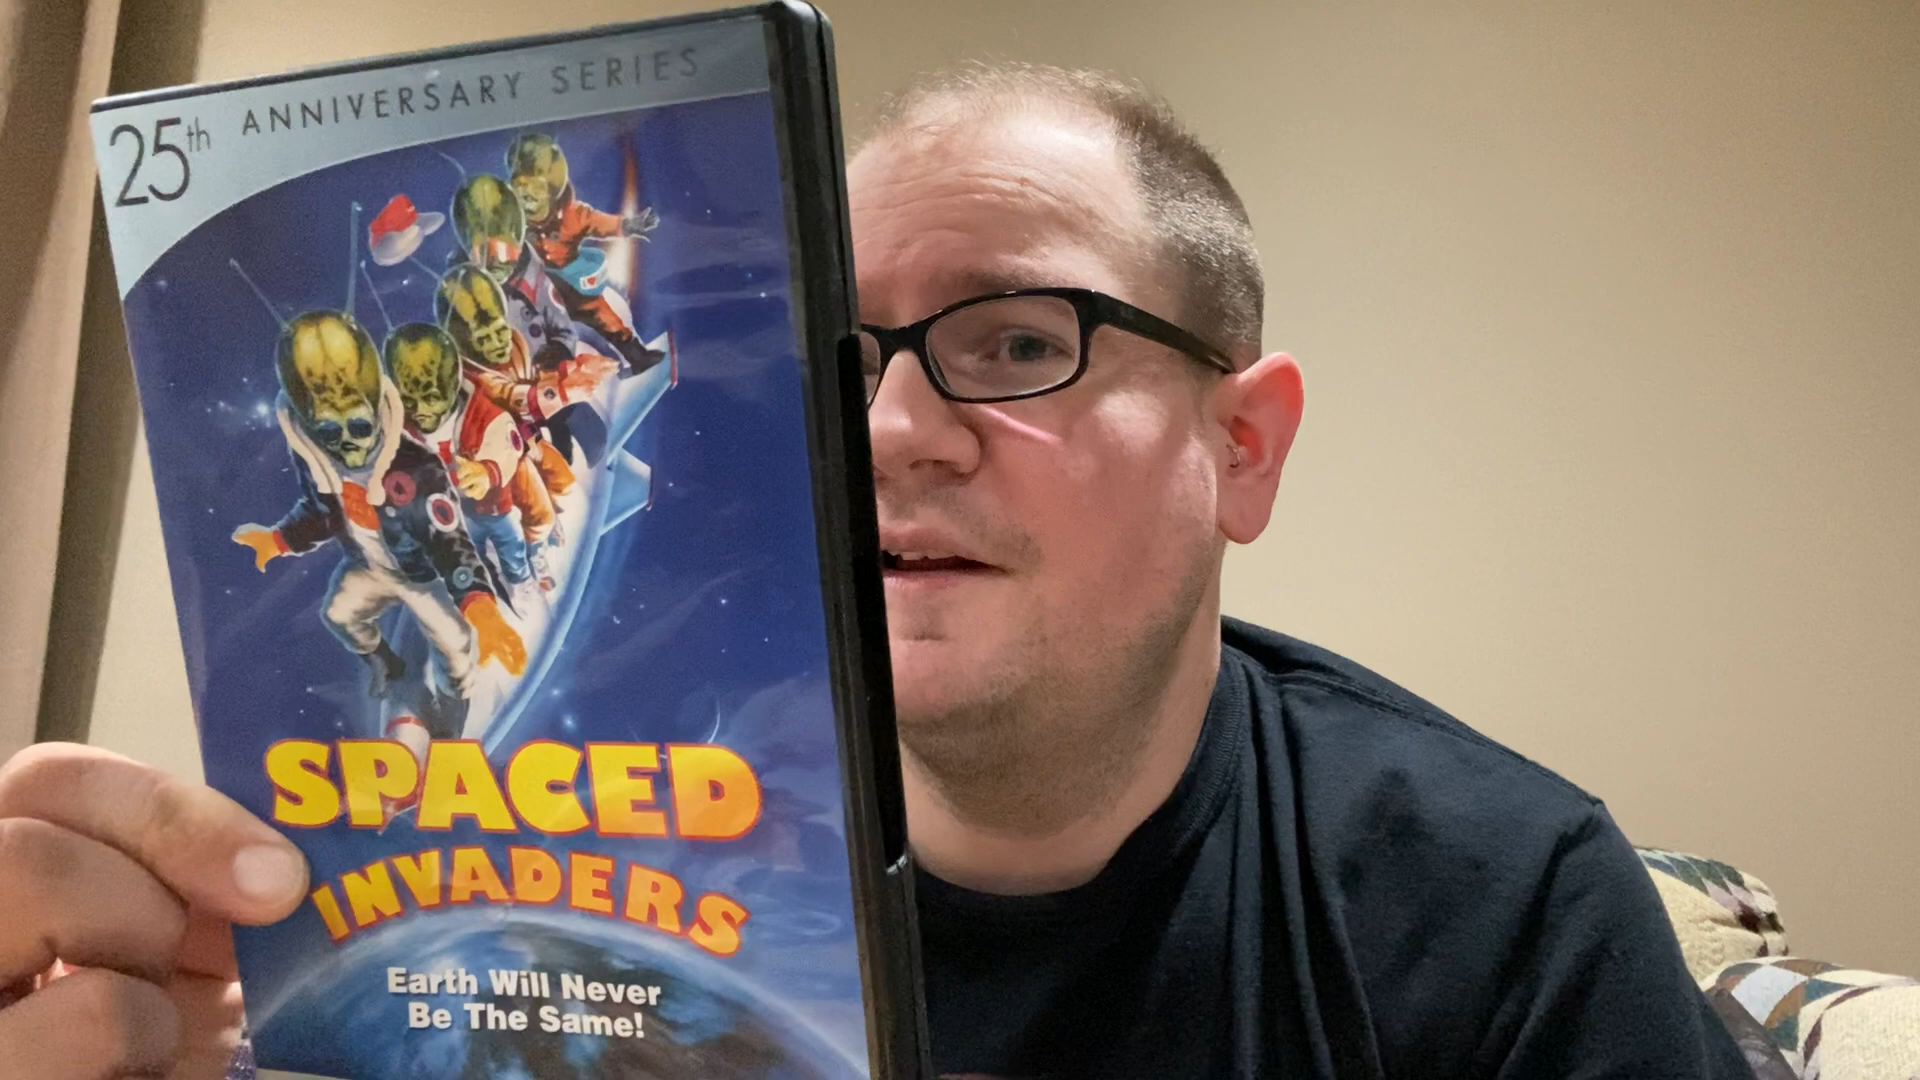 25th ANNIVERSARY SERIES
SPACED
INVADERS
Earth Will Never
Be The Same!